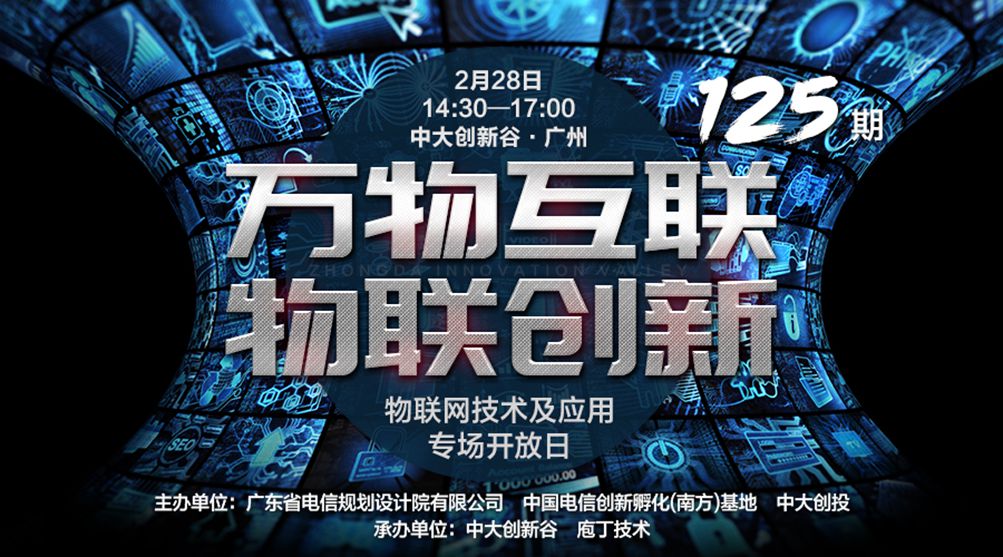 2月28日
14:30—17:00
中大创新谷·广州
125期
万物互联
ZHONGDA INNOVATION VALLEY
物联创新
物联网技术及应用
专场开放日
主办单位：广东省电信规划设计院有限公司 中国电信创新孵化(南方)基地 中大创投
承办单位：中大创新谷 庖丁技术
SEO